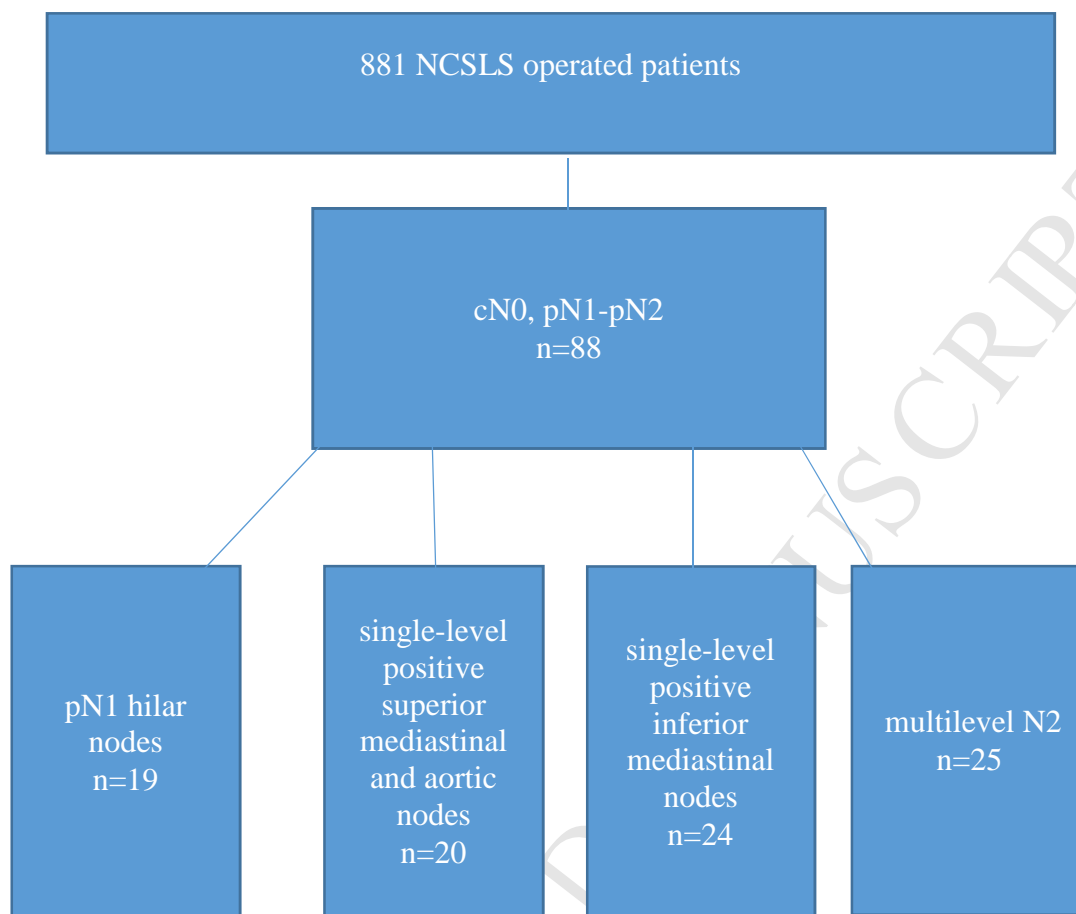 881 NCSLS operated patients
cN0, pN1-pN2
n=88
pN1 hilar
nodes
n=19
single-level
positive
superior
mediastinal
and aortic
nodes
n=20
single-level
positive
inferior
mediastinal
nodes
n=24
multilevel N2
n=25